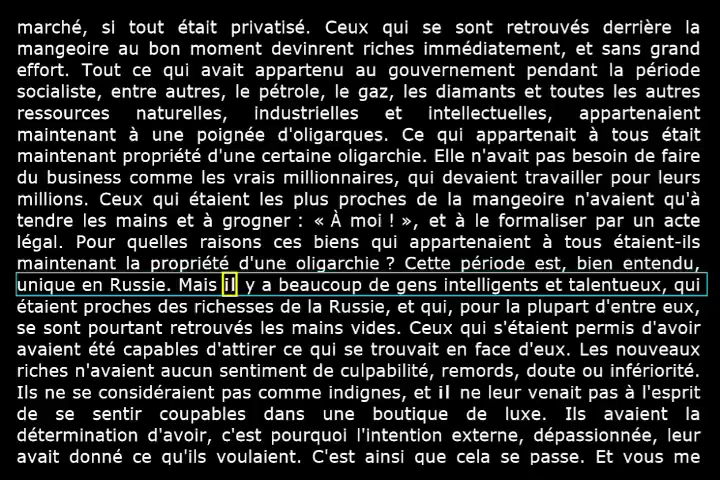 marché, si tout était privatisé. Ceux qui se sont retrouvés derrière la
mangeoire au bon moment devinrent riches immédiatement, et sans grand
effort. Tout ce qui avait appartenu au gouvernement pendant la période
socialiste, entre autres, le pétrole, le gaz, les diamants et toutes les autres
ressources naturelles, industrielles et intellectuelles, appartenaient
maintenant à une poignée d'oligarques. Ce qui appartenait à tous était
maintenant propriété d'une certaine oligarchie. Elle n'avait pas besoin de faire
du business comme les vrais millionnaires, qui devaient travailler pour leurs
millions. Ceux qui étaient les plus proches de la mangeoire n'avaient qu'à
tendre les mains et à grogner : « À moi ! », et à le formaliser par un acte
légal. Pour quelles raisons ces biens qui appartenaient à tous étaient-ils
maintenant la propriété d'une oligarchie ? Cette période est, bien entendu,
unique en Russie. Mais il y a beaucoup de gens intelligents et talentueux, qui
étaient proches des richesses de la Russie, et qui, pour la plupart d'entre eux,
se sont pourtant retrouvés les mains vides. Ceux qui s'étaient permis d'avoir
avaient été capables d'attirer ce qui se trouvait en face d'eux. Les nouveaux
riches n'avaient aucun sentiment de culpabilité, remords, doute ou infériorité.
Ils ne se considéraient pas comme indignes, et il ne leur venait pas à l'esprit
de se sentir coupables dans une boutique de luxe. Ils avaient la
détermination d'avoir, c'est pourquoi l'intention externe, dépassionnée, leur
avait donné ce qu'ils voulaient. C'est ainsi que cela se passe. Et vous me